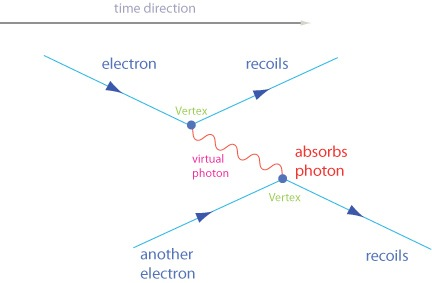 time direction
electron
recoils
Vertex
virtual
photon
absorbs
photon
Vertex
another
electron
recoils